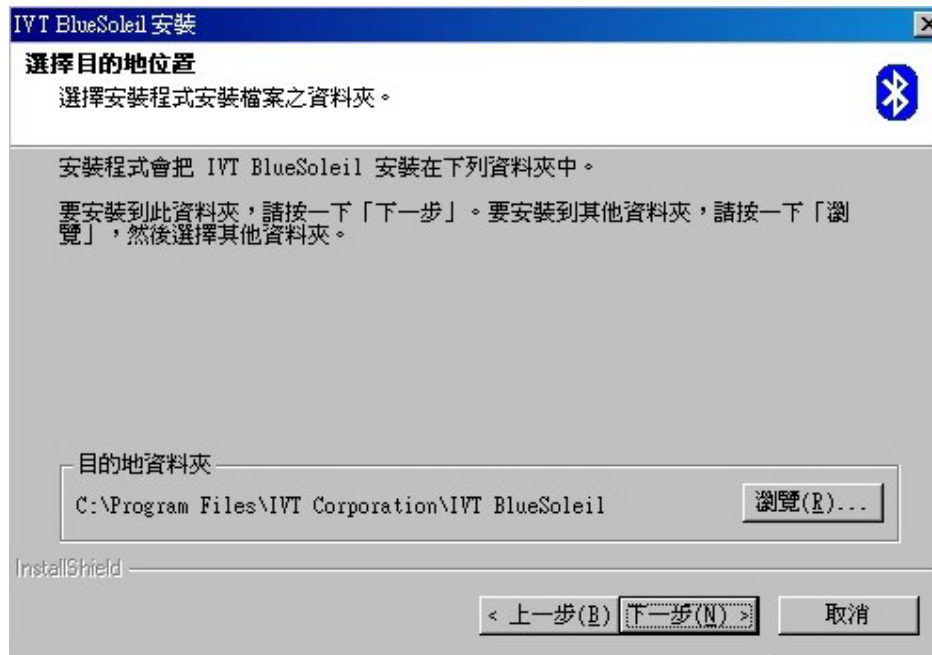 IVT BlueSoleil 安裝
選擇目的地位置
選擇安裝程式安裝檔案之資料夾。
安裝程式會把 IVT BlueSoleil 安裝在下列資料夾中。
要安裝到此資料夾，請按一下「下一步」。要安裝到其他資料夾，請按一下「瀏
覽」，然後選擇其他資料夾。
目的地資料夾
C:\Program Files\IVT Corporation\IVT BlueSoleil
瀏覽(R)...
InstallShield
< 上一步(B)
下一步(N) >
取消